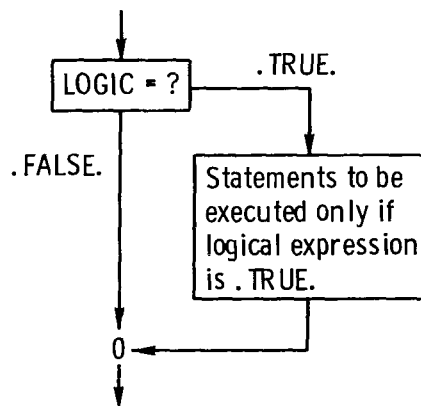 LOGIC = ?
.TRUE.
.FALSE.
Statements to be
executed only if
logical expression
is .TRUE.
0